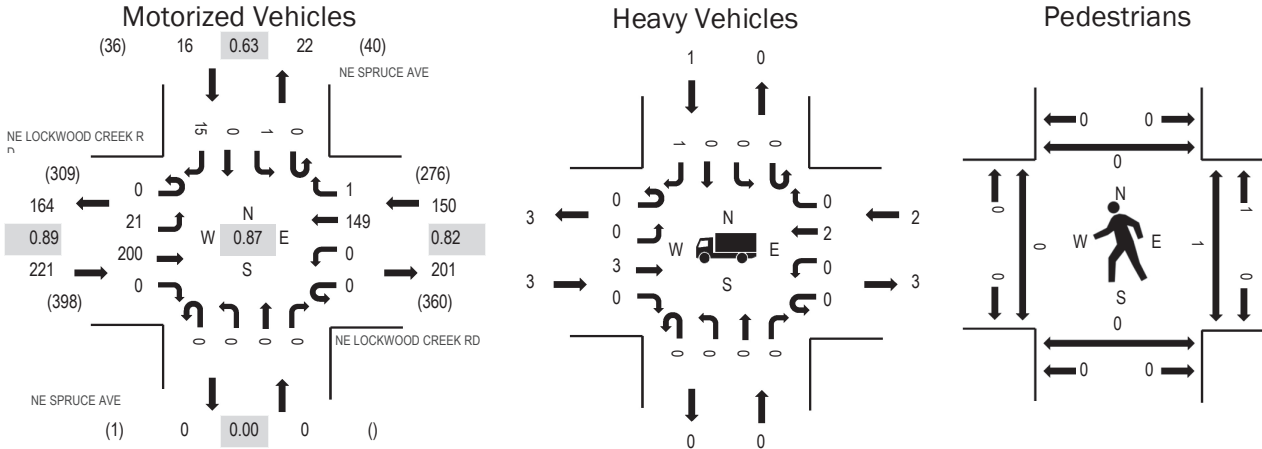 Motorized Vehicles
Heavy Vehicles
Pedestrians
(36) 16 0.63 22 (40)
NE SPRUCE AVE
15 0 1 0
NE LOCKWOOD CREEK R
D
(309)
164
0.89
221
(398)
0
21
200
0
N
W 0.87 E
S
1
149
0
0
(276)
150
0.82
201
(360)
0 0 0 0
NE LOCKWOOD CREEK RD
NE SPRUCE AVE
(1) 0 0.00 0 ()
1 0
1 0 0 0
3
3
0
0
3
0
N
W E
S
0
2
0
0
2
3
0 0 0 0
0 0
0 0
0
0
0
0
N
W E
S
1
1
0
0
0 0